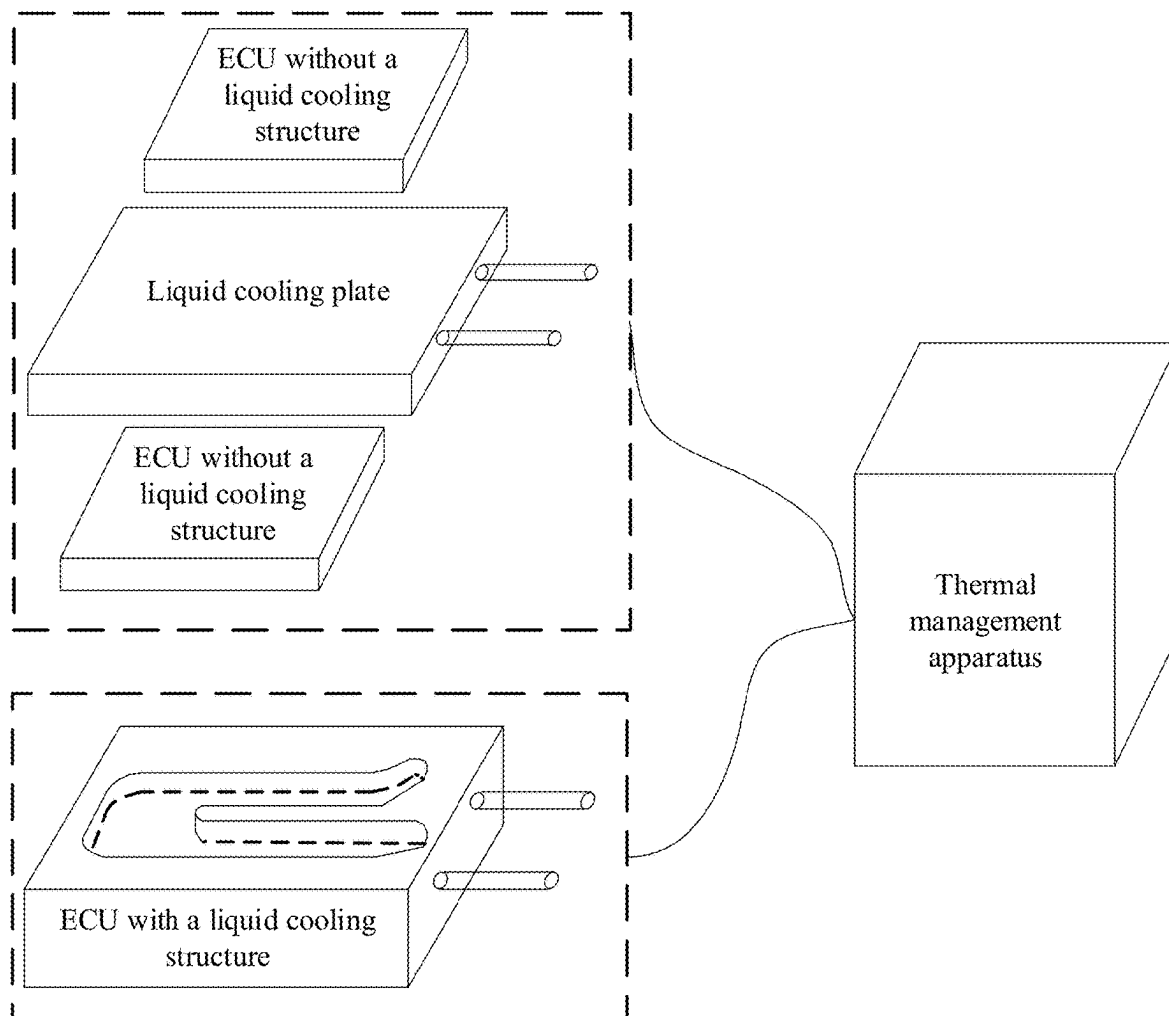 ECU without a
liquid cooling
structure
Liquid cooling plate
ECU without a
liquid cooling
structure
Thermal
management
apparatus
ECU with a liquid cooling
structure